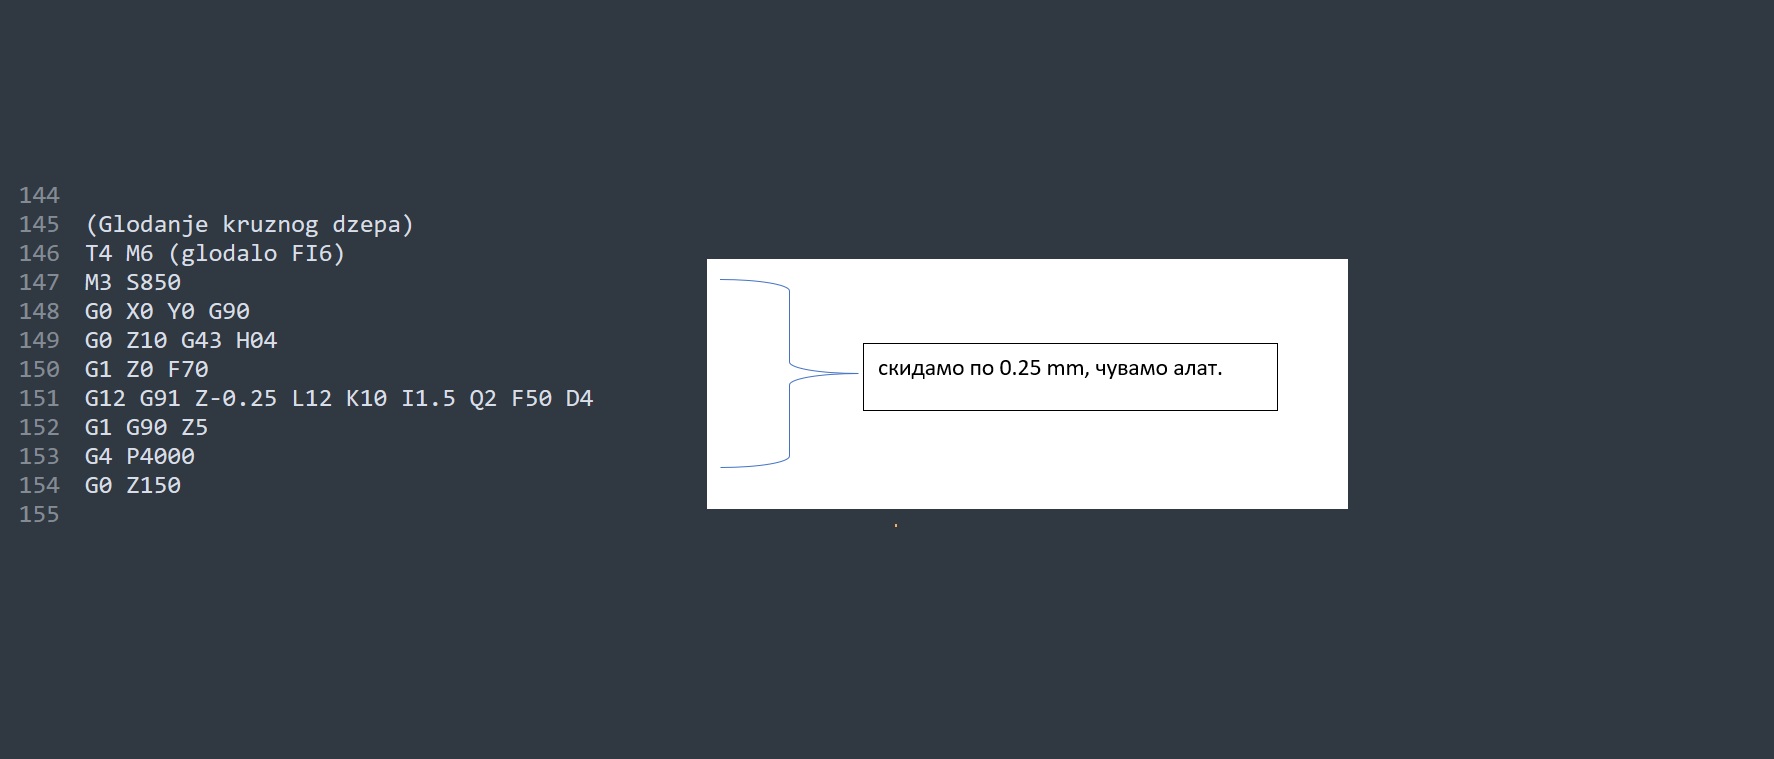 144
145 (Glodanje kruznog dzepa)
146 T4 M6 (glodalo FI6)
147 M3 S850
148 G0 X0 Y0 G90
149 G0 Z10 G43 H04
150 G1 Z0 F70
151 G12 G91 Z-0.25 L12 K10 I1.5 Q2 F50 D4
152 G1 G90 Z5
153 G4 P4000
154 G0 Z150
155
скидамо по 0.25 mm, чувамо алат.